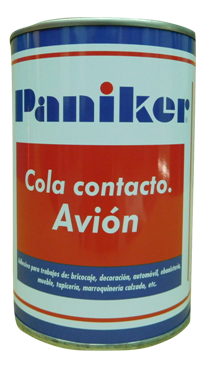 Paniker
Cola contacto.
Avión
Adhesivo para trabajos de: bricolaje, decoración, automóvil, ebanistería,
mueble, tapicería, marroquinería calzado, etc.